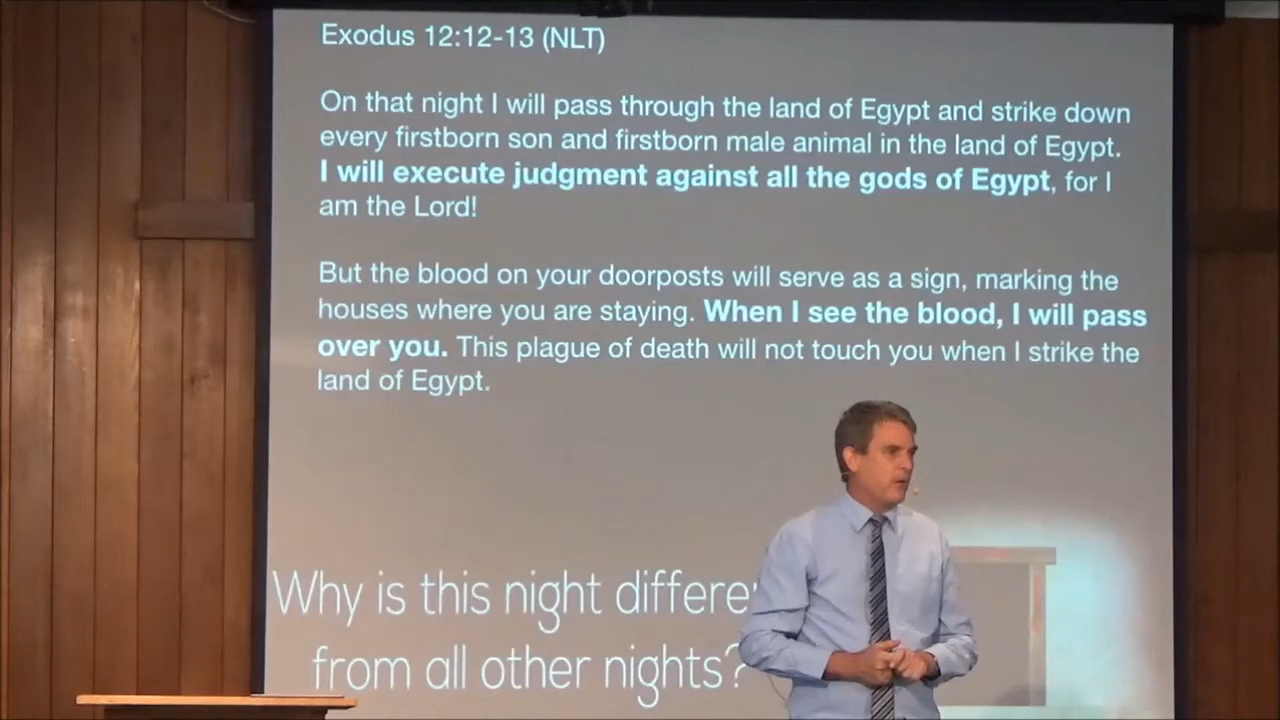 Exodus 12:12-13 (NLT)
On that night I will pass through the land of Egypt and strike down
every firstborn son and firstborn male animal in the land of Egypt.
I will execute judgment against all the gods of Egypt, for I
am the Lord!
But the blood on your doorposts will serve as a sign, marking the
houses where you are staying. When I see the blood, I will pass
over you. This plague of death will not touch you when I strike the
land of Egypt.
Why is this night
from all other nights?